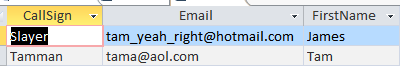 CallSign Email FirstName
Slayer tam_yeah_right@hotmail.com James
Tamman tama@aol.com Tam